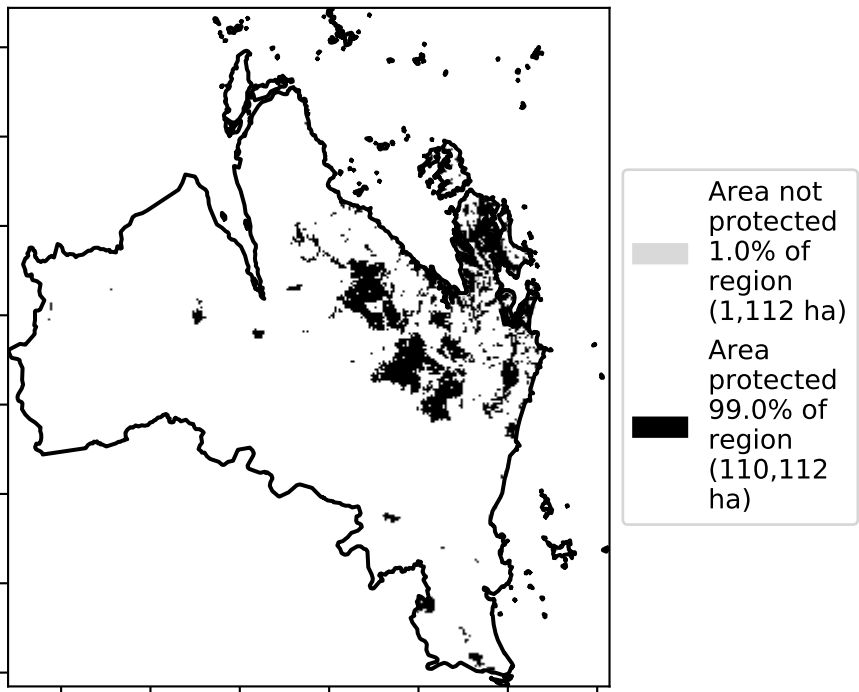 Area not
protected
1.0% of
region
(1,112 ha)
Area
protected
99.0% of
region
(110,112
ha)